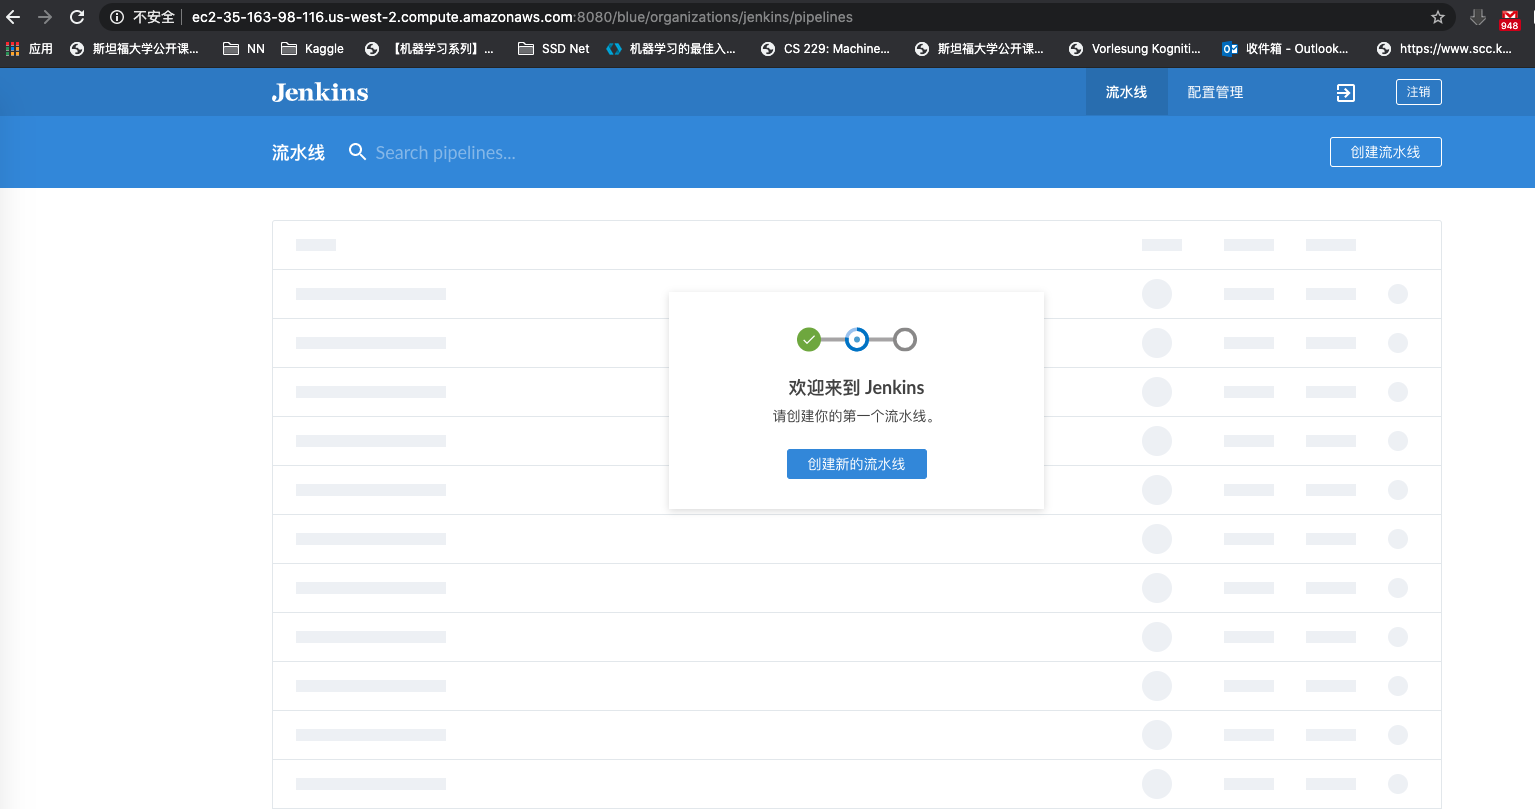 不安全 ec2-35-163-98-116.us-west-2.compute.amazonaws.com:8080/blue/organizations/jenkins/pipelines
948
应用 斯坦福大学公开课... NN Kaggle 【机器学习系列】... SSD Net 机器学习的最佳入... CS 229: Machine... 斯坦福大学公开课... Vorlesung Kogniti... 收件箱 - Outlook... https://www.scc.k...
Jenkins 流水线 配置管理 注销
流水线 Search pipelines... 创建流水线
欢迎来到 Jenkins
请创建你的第一个流水线。
创建新的流水线